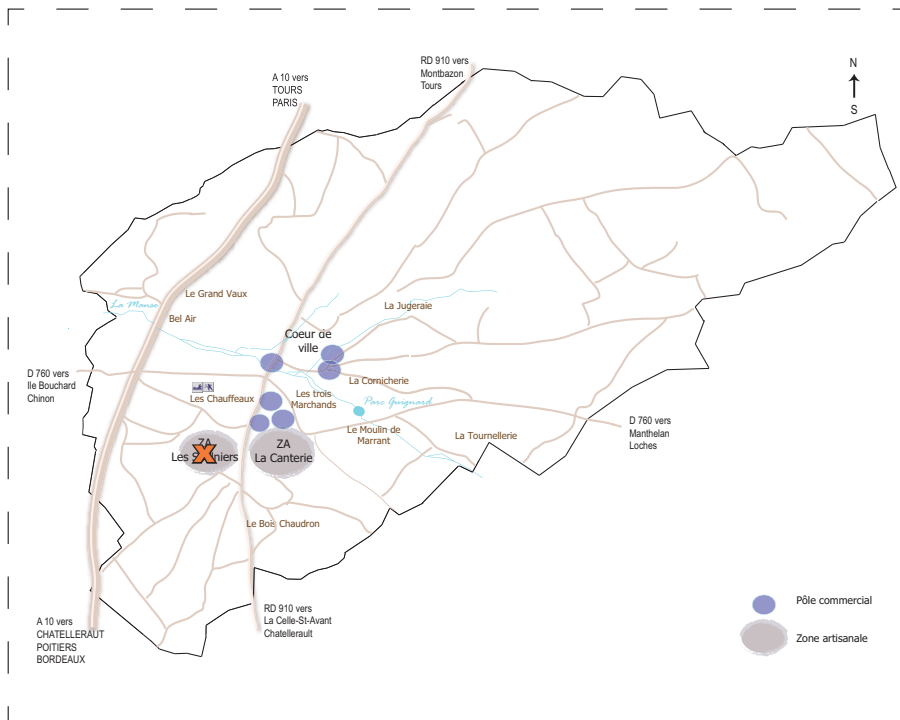 RD 910 vers
Montbazon
Tours
N
S
A 10 vers
TOURS
PARIS
Le Grand Vaux
La Manse
Bel Air
La Jugeraie
Coeur de
ville
D 760 vers
Ile Bouchard
Chinon
La Cornicherie
Les Chauffeaux
Les trois
Marchands
Parc Guignard
Le Moulin de
Marrant
La Tournellerie
D 760 vers
Manthelan
Loches
ZA
Les
ZA
La Canterie
Le Bois Chaudron
RD 910 vers
La Celle-St-Avant
Chatellerault
A 10 vers
CHATELLERAUT
POITIERS
BORDEAUX
Pôle commercial
Zone artisanale